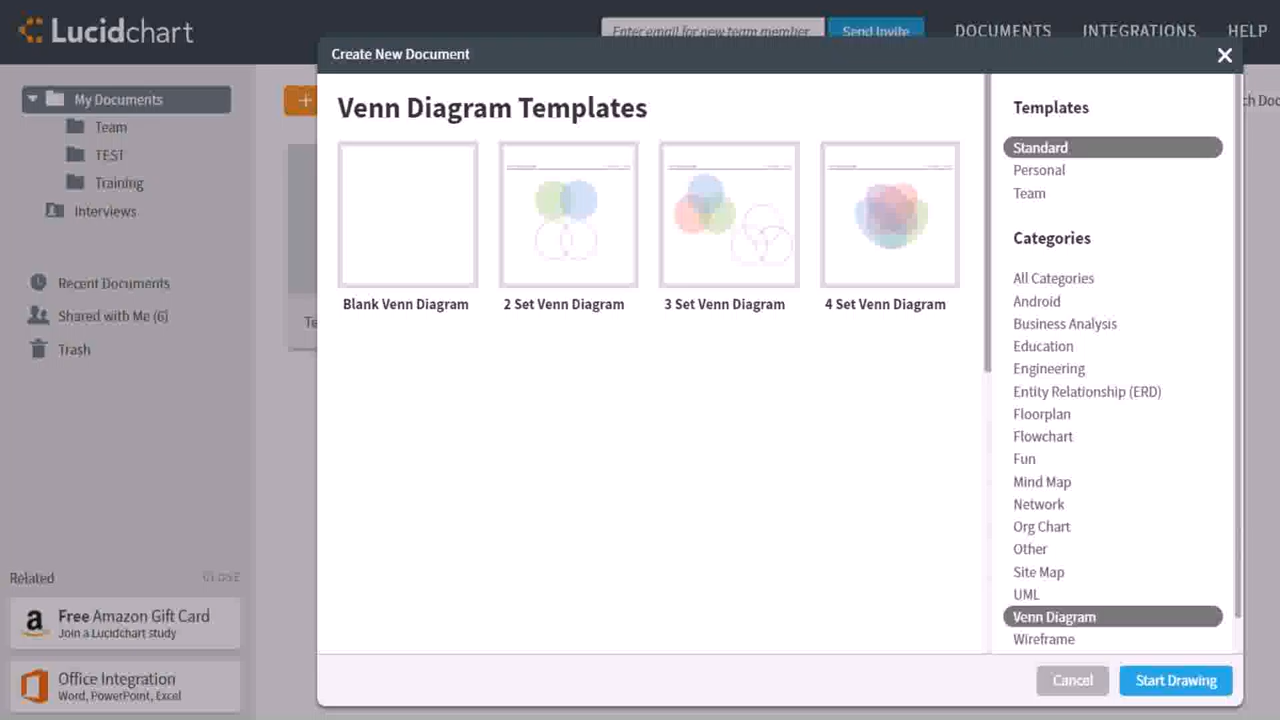 Lucidchart
Enter email for new team member
Send Invite
DOCUMENTS
INTEGRATIONS
HELP
Create New Document
My Documents
Team
TEST
Training
Interviews
Recent Documents
Shared with Me (6)
Trash
Related
CLOSE
Free Amazon Gift Card
Join a Lucidchart study
Office Integration
Word, PowerPoint, Excel
Venn Diagram Templates
Blank Venn Diagram
2 Set Venn Diagram
3 Set Venn Diagram
4 Set Venn Diagram
Templates
Standard
Personal
Team
Categories
All Categories
Android
Business Analysis
Education
Engineering
Entity Relationship (ERD)
Floorplan
Flowchart
Fun
Mind Map
Network
Org Chart
Other
Site Map
UML
Venn Diagram
Wireframe
Cancel
Start Drawing